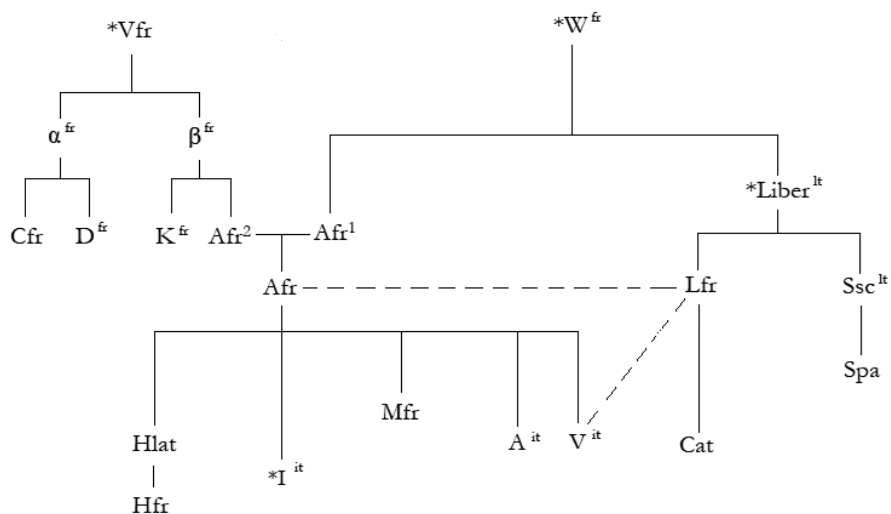 *Vfr
*W fr
α fr
β fr
*Liber lt
Cfr
D fr
K fr
Afr²
Afr¹
Afr
Lfr
Ssc lt
Spa
Mfr
Hlat
A it
V it
Cat
*I it
Hfr